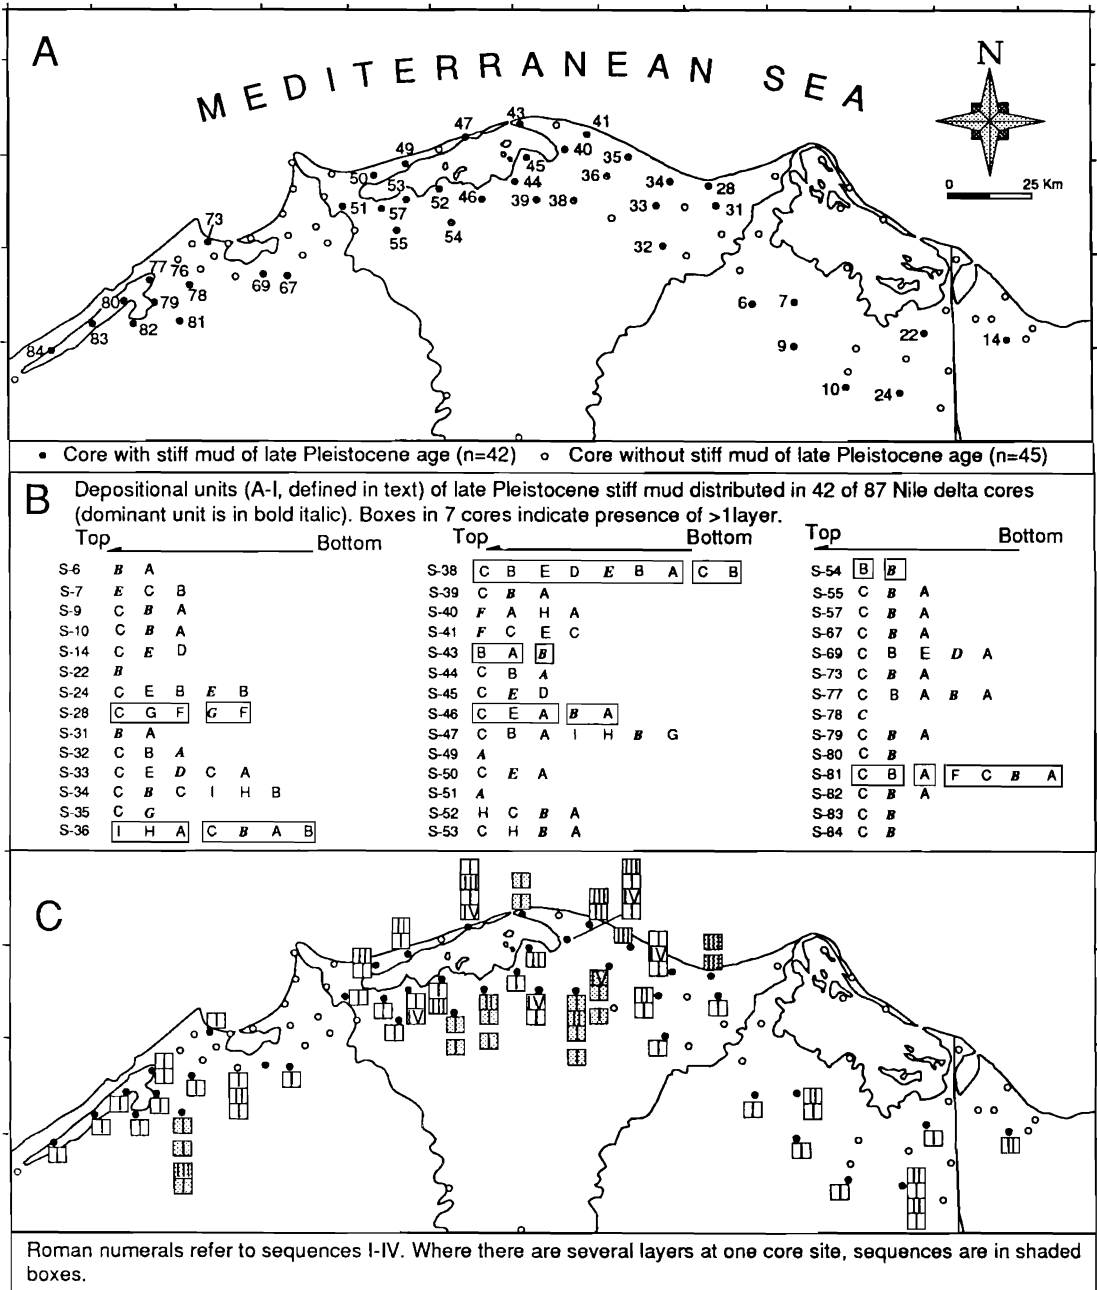 A
MEDITERRANEAN SEA
N
0 25 Km
43
41
47
40
35
49
45
50
53
44
36
34
28
52
46
39
38
33
31
51
57
55
54
32
73
77
76
78
69
67
80
79
82
81
83
84
6
7
9
22
14
10
24
• Core with stiff mud of late Pleistocene age (n=42) ○ Core without stiff mud of late Pleistocene age (n=45)
B
Depositional units (A-I, defined in text) of late Pleistocene stiff mud distributed in 42 of 87 Nile delta cores
(dominant unit is in bold italic). Boxes in 7 cores indicate presence of >1layer.
Top Bottom
S-6 B A
S-7 E C B
S-9 C B A
S-10 C B A
S-14 C E D
S-22 B
S-24 C E B E B
S-28 C G F G F
S-31 B A
S-32 C B A
S-33 C E D C A
S-34 C B C I H B
S-35 C G
S-36 I H A C B A B
Top Bottom
S-38 C B E D E B A C B
S-39 C B A
S-40 F A H A
S-41 F C E C
S-43 B A B
S-44 C B A
S-45 C E D
S-46 C E A B A
S-47 C B A I H B G
S-49 A
S-50 C E A
S-51 A
S-52 H C B A
S-53 C H B A
Top Bottom
S-54 B B
S-55 C B A
S-57 C B A
S-67 C B A
S-69 C B E D A
S-73 C B A
S-77 C B A B A
S-78 C
S-79 C B A
S-80 C B
S-81 C B A F C B A
S-82 C B A
S-83 C B
S-84 C B
C
Roman numerals refer to sequences I-IV. Where there are several layers at one core site, sequences are in shaded
boxes.